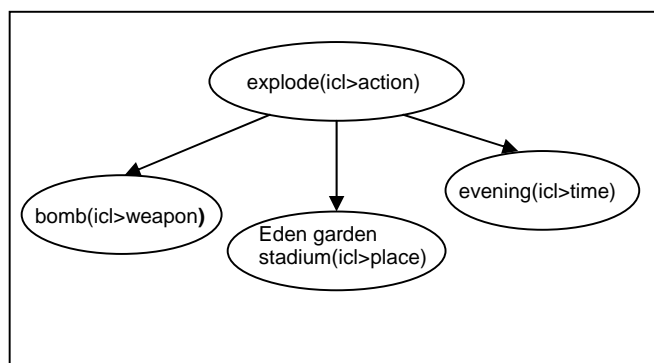 explode(icl>action)
bomb(icl>weapon)
Eden garden
stadium(icl>place)
evening(icl>time)